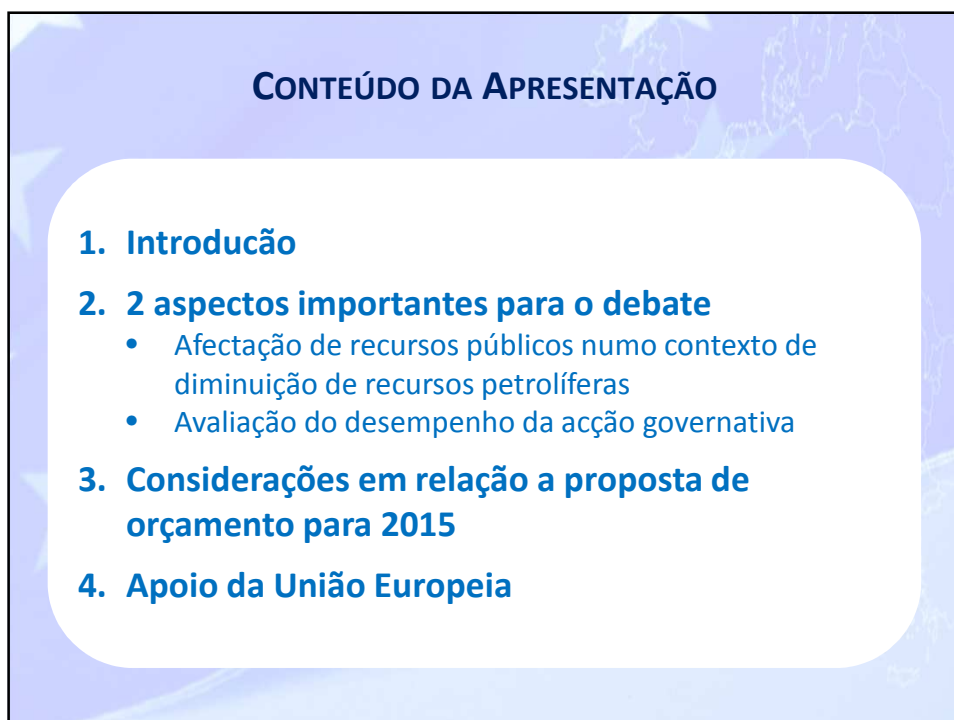 CONTEÚDO DA APRESENTAÇÃO
1. Introducão
2. 2 aspectos importantes para o debate
• Afectação de recursos públicos numo contexto de
diminuição de recursos petrolíferas
• Avaliação do desempenho da acção governativa
3. Considerações em relação a proposta de
orçamento para 2015
4. Apoio da União Europeia